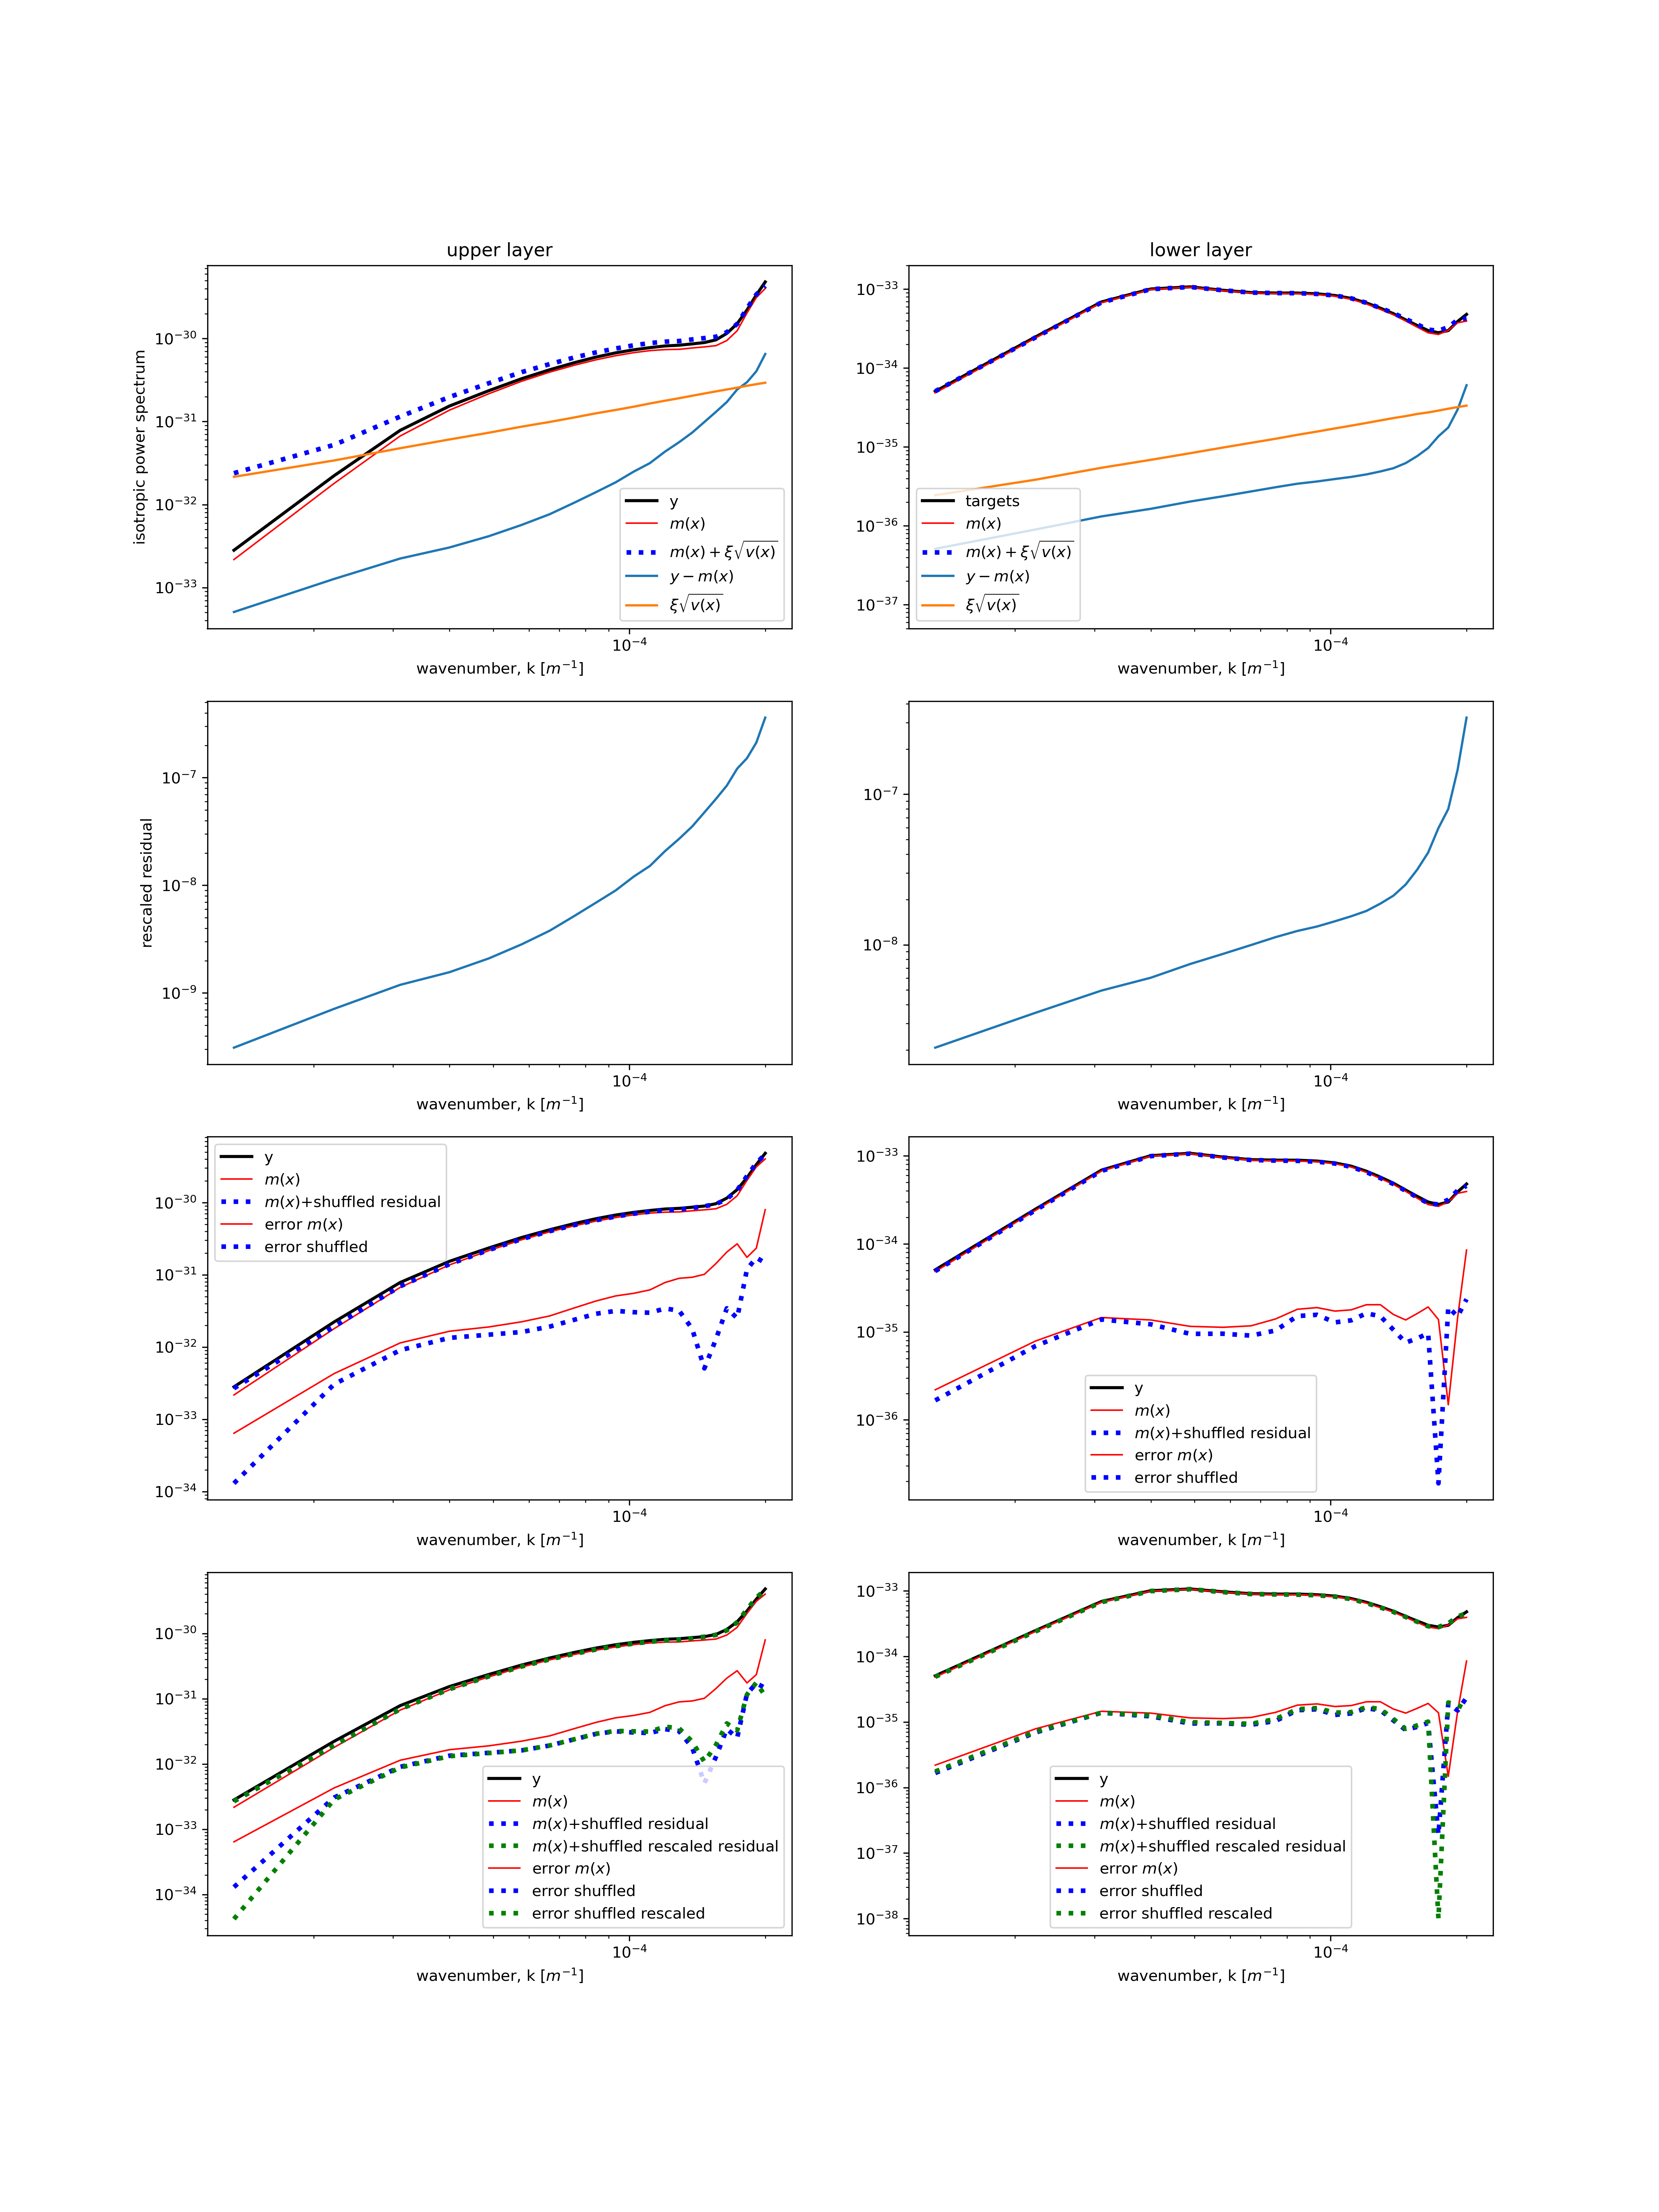 upper layer
lower layer
isotropic power spectrum
10⁻³⁰
10⁻³¹
10⁻³²
10⁻³³
y
m(x)
m(x) + ξ√v(x)
y − m(x)
ξ√v(x)
10⁻⁴
wavenumber, k [m⁻¹]
10⁻³³
10⁻³⁴
10⁻³⁵
10⁻³⁶
10⁻³⁷
targets
m(x)
m(x) + ξ√v(x)
y − m(x)
ξ√v(x)
10⁻⁴
wavenumber, k [m⁻¹]
rescaled residual
10⁻⁷
10⁻⁸
10⁻⁹
10⁻⁴
wavenumber, k [m⁻¹]
10⁻⁷
10⁻⁸
10⁻⁴
wavenumber, k [m⁻¹]
10⁻³⁰
10⁻³¹
10⁻³²
10⁻³³
10⁻³⁴
y
m(x)
m(x)+shuffled residual
error m(x)
error shuffled
10⁻⁴
wavenumber, k [m⁻¹]
10⁻³³
10⁻³⁴
10⁻³⁵
10⁻³⁶
y
m(x)
m(x)+shuffled residual
error m(x)
error shuffled
10⁻⁴
wavenumber, k [m⁻¹]
10⁻³⁰
10⁻³¹
10⁻³²
10⁻³³
10⁻³⁴
y
m(x)
m(x)+shuffled residual
m(x)+shuffled rescaled residual
error m(x)
error shuffled
error shuffled rescaled
10⁻⁴
wavenumber, k [m⁻¹]
10⁻³³
10⁻³⁴
10⁻³⁵
10⁻³⁶
10⁻³⁷
10⁻³⁸
y
m(x)
m(x)+shuffled residual
m(x)+shuffled rescaled residual
error m(x)
error shuffled
error shuffled rescaled
10⁻⁴
wavenumber, k [m⁻¹]